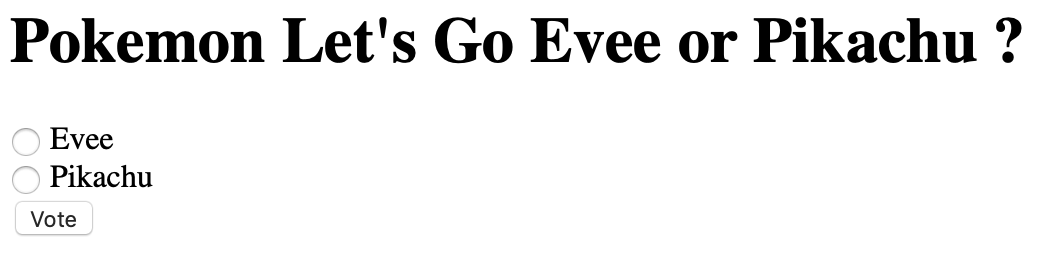 Pokemon Let's Go Evee or Pikachu ?
Evee
Pikachu
Vote